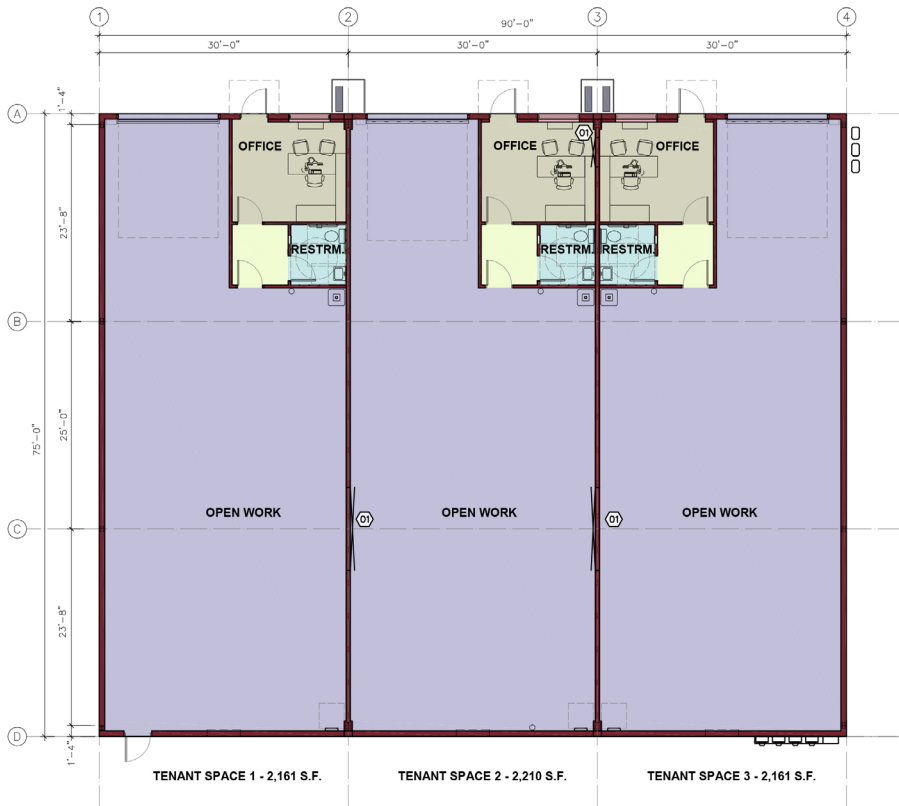 1 2 3 4
90'-0"
30'-0" 30'-0" 30'-0"
A
1'-4"
OFFICE OFFICE 01 OFFICE
23'-8"
RESTRM. RESTRM. RESTRM.
B
25'-0"
75'-0"
OPEN WORK OPEN WORK OPEN WORK
01 01
C
23'-8"
D
1'-4"
TENANT SPACE 1 - 2,161 S.F. TENANT SPACE 2 - 2,210 S.F. TENANT SPACE 3 - 2,161 S.F.